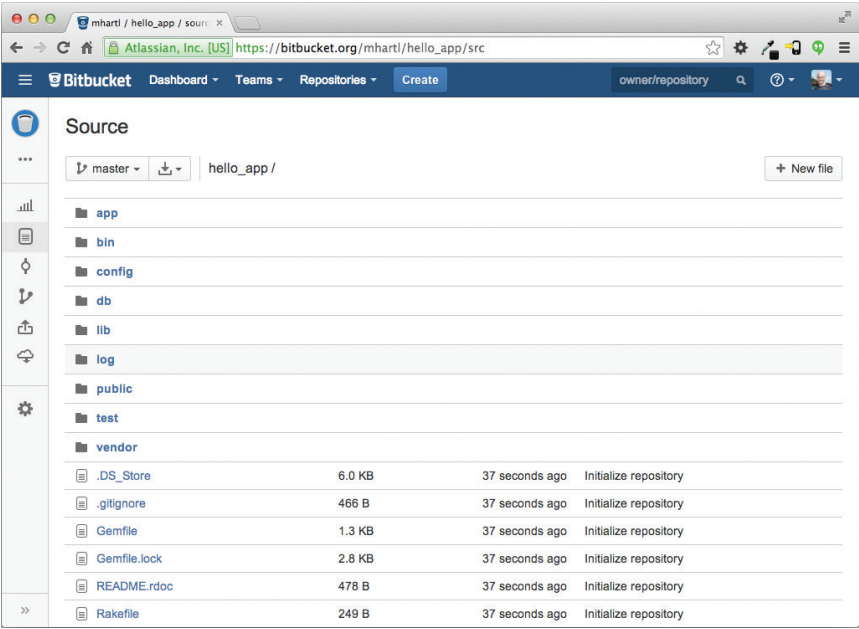 mhartl / hello_app / sourc
Atlassian, Inc. [US] https://bitbucket.org/mhartl/hello_app/src
Bitbucket Dashboard Teams Repositories Create owner/repository
Source
master hello_app / + New file
app
bin
config
db
lib
log
public
test
vendor
.DS_Store 6.0 KB 37 seconds ago Initialize repository
.gitignore 466 B 37 seconds ago Initialize repository
Gemfile 1.3 KB 37 seconds ago Initialize repository
Gemfile.lock 2.8 KB 37 seconds ago Initialize repository
README.rdoc 478 B 37 seconds ago Initialize repository
Rakefile 249 B 37 seconds ago Initialize repository